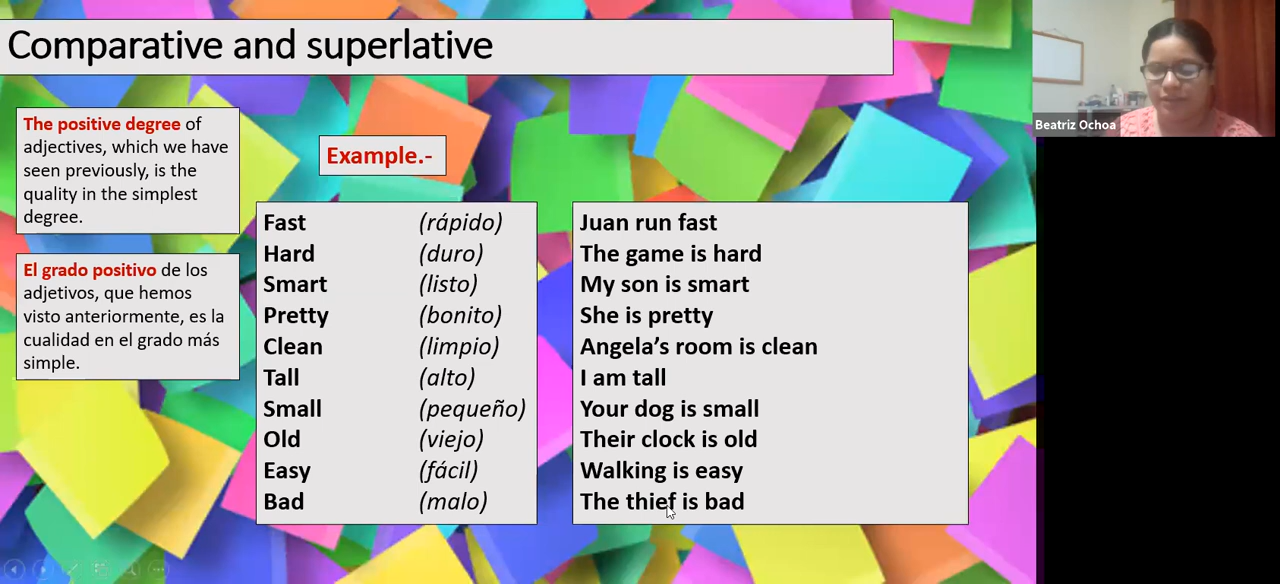 Comparative and superlative
Beatriz Ochoa
The positive degree of
adjectives, which we have
seen previously, is the
quality in the simplest
degree.
El grado positivo de los
adjetivos, que hemos
visto anteriormente, es la
cualidad en el grado más
simple.
Example.-
Fast (rápido)
Hard (duro)
Smart (listo)
Pretty (bonito)
Clean (limpio)
Tall (alto)
Small (pequeño)
Old (viejo)
Easy (fácil)
Bad (malo)
Juan run fast
The game is hard
My son is smart
She is pretty
Angela’s room is clean
I am tall
Your dog is small
Their clock is old
Walking is easy
The thief is bad